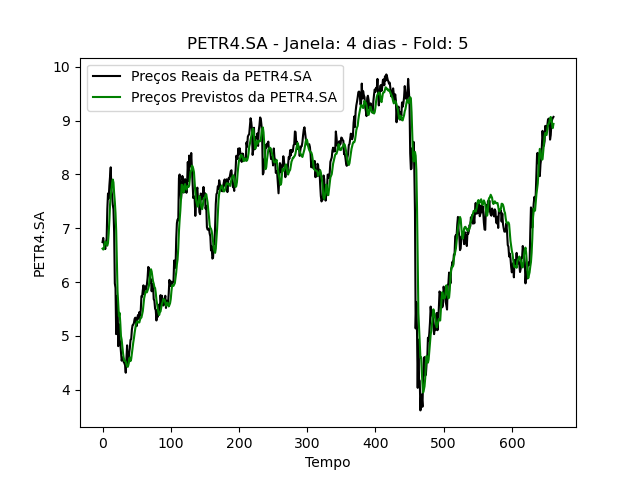 PETR4.SA - Janela: 4 dias - Fold: 5
Preços Reais da PETR4.SA
Preços Previstos da PETR4.SA
10
9
8
7
6
5
4
PETR4.SA
0 100 200 300 400 500 600
Tempo